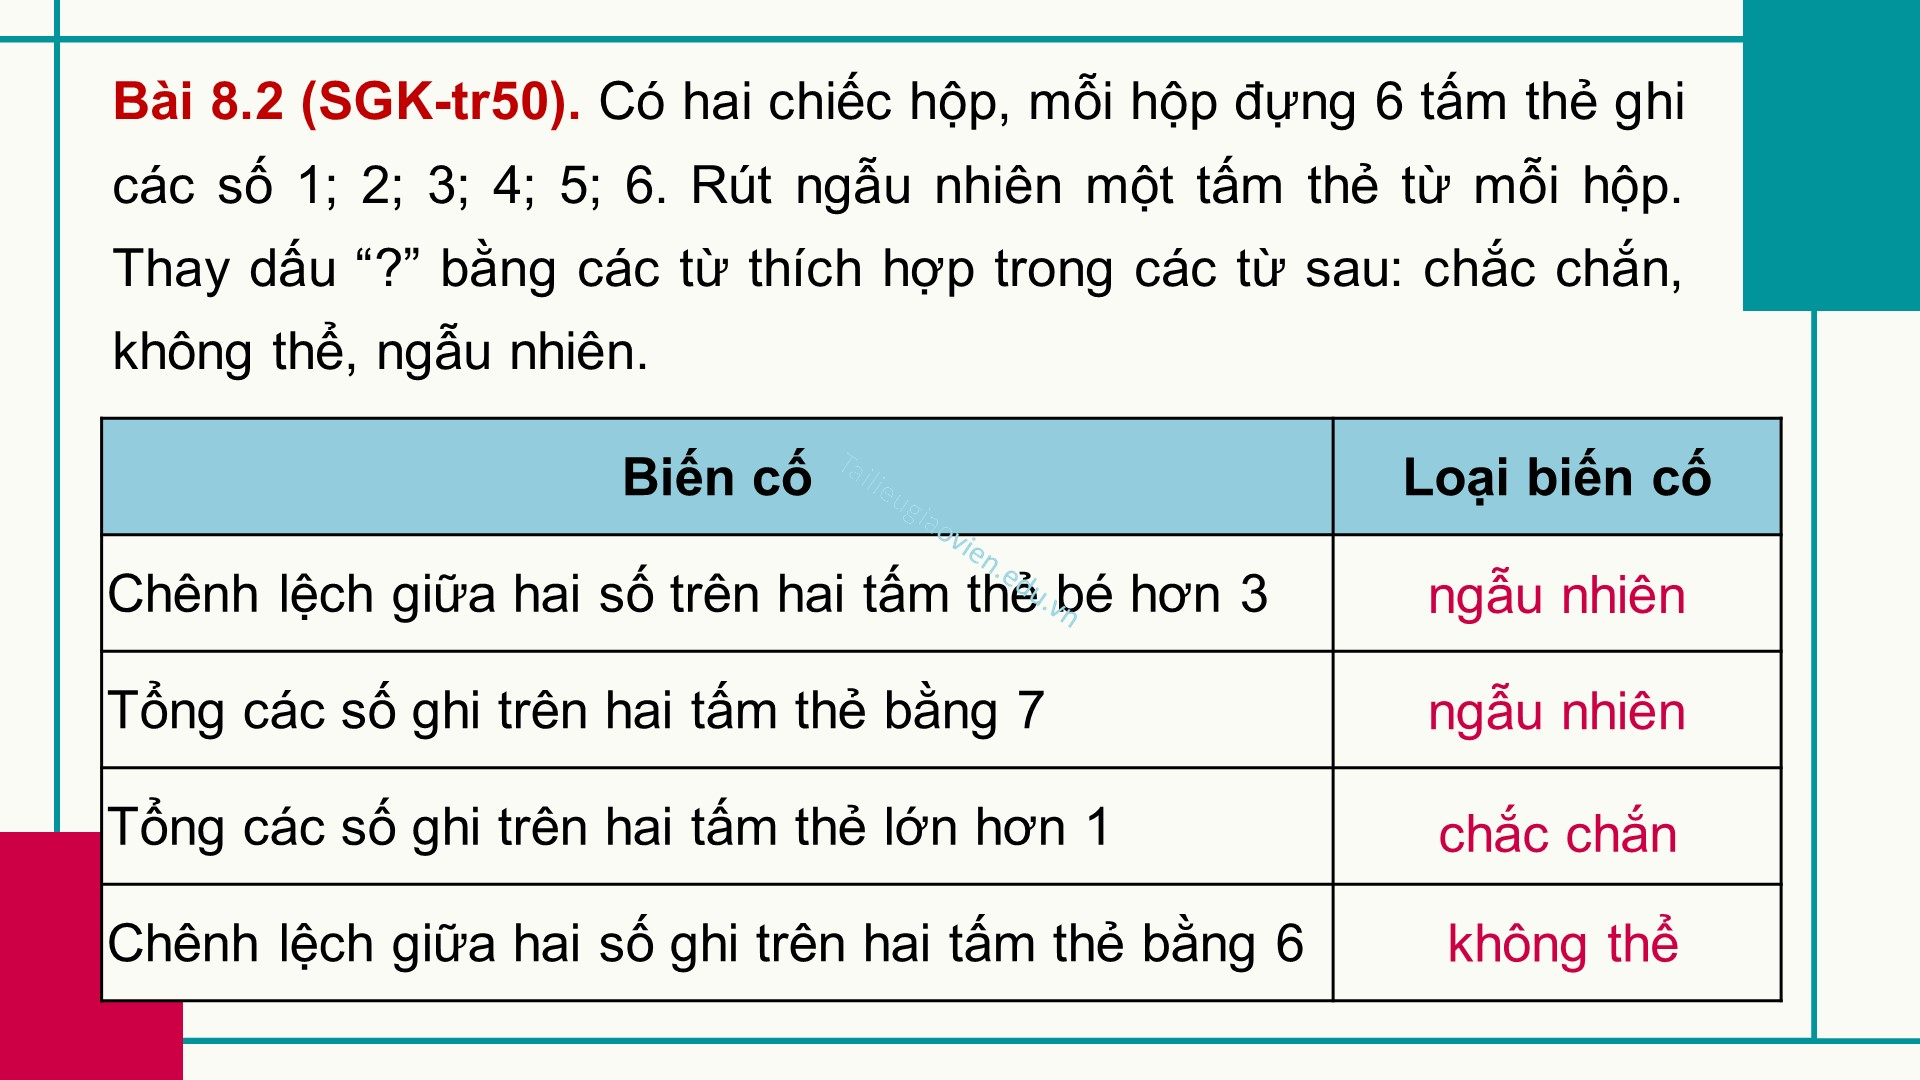 Bài 8.2 (SGK-tr50). Có hai chiếc hộp, mỗi hộp đựng 6 tấm thẻ ghi
các số 1; 2; 3; 4; 5; 6. Rút ngẫu nhiên một tấm thẻ từ mỗi hộp.
Thay dấu “?” bằng các từ thích hợp trong các từ sau: chắc chắn,
không thể, ngẫu nhiên.
Biến cố Loại biến cố
Chênh lệch giữa hai số trên hai tấm thẻ bé hơn 3 ngẫu nhiên
Tổng các số ghi trên hai tấm thẻ bằng 7 ngẫu nhiên
Tổng các số ghi trên hai tấm thẻ lớn hơn 1 chắc chắn
Chênh lệch giữa hai số ghi trên hai tấm thẻ bằng 6 không thể
Tailieugiaovien.edu.vn